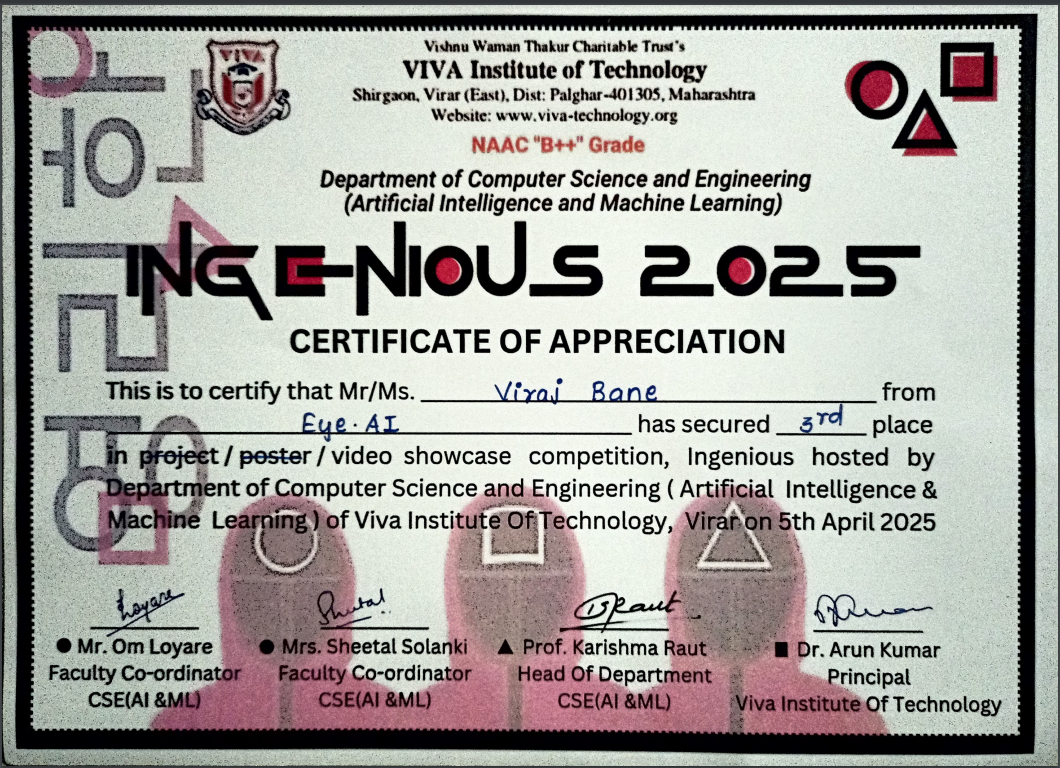 VIVA
Vishnu Waman Thakur Charitable Trust's
VIVA Institute of Technology
Shirgaon, Virar (East), Dist: Palghar-401305, Maharashtra
Website: www.viva-technology.org
NAAC "B++" Grade
Department of Computer Science and Engineering
(Artificial Intelligence and Machine Learning)
INGENIOUS 2025
CERTIFICATE OF APPRECIATION
This is to certify that Mr/Ms. Viraj Bane from
Eye.AI has secured 3rd place
in project / poster / video showcase competition, Ingenious hosted by
Department of Computer Science and Engineering ( Artificial Intelligence &
Machine Learning ) of Viva Institute Of Technology, Virar on 5th April 2025
● Mr. Om Loyare ● Mrs. Sheetal Solanki ▲ Prof. Karishma Raut ■ Dr. Arun Kumar
Faculty Co-ordinator Faculty Co-ordinator Head Of Department Principal
CSE(AI &ML) CSE(AI &ML) CSE(AI &ML) Viva Institute Of Technology